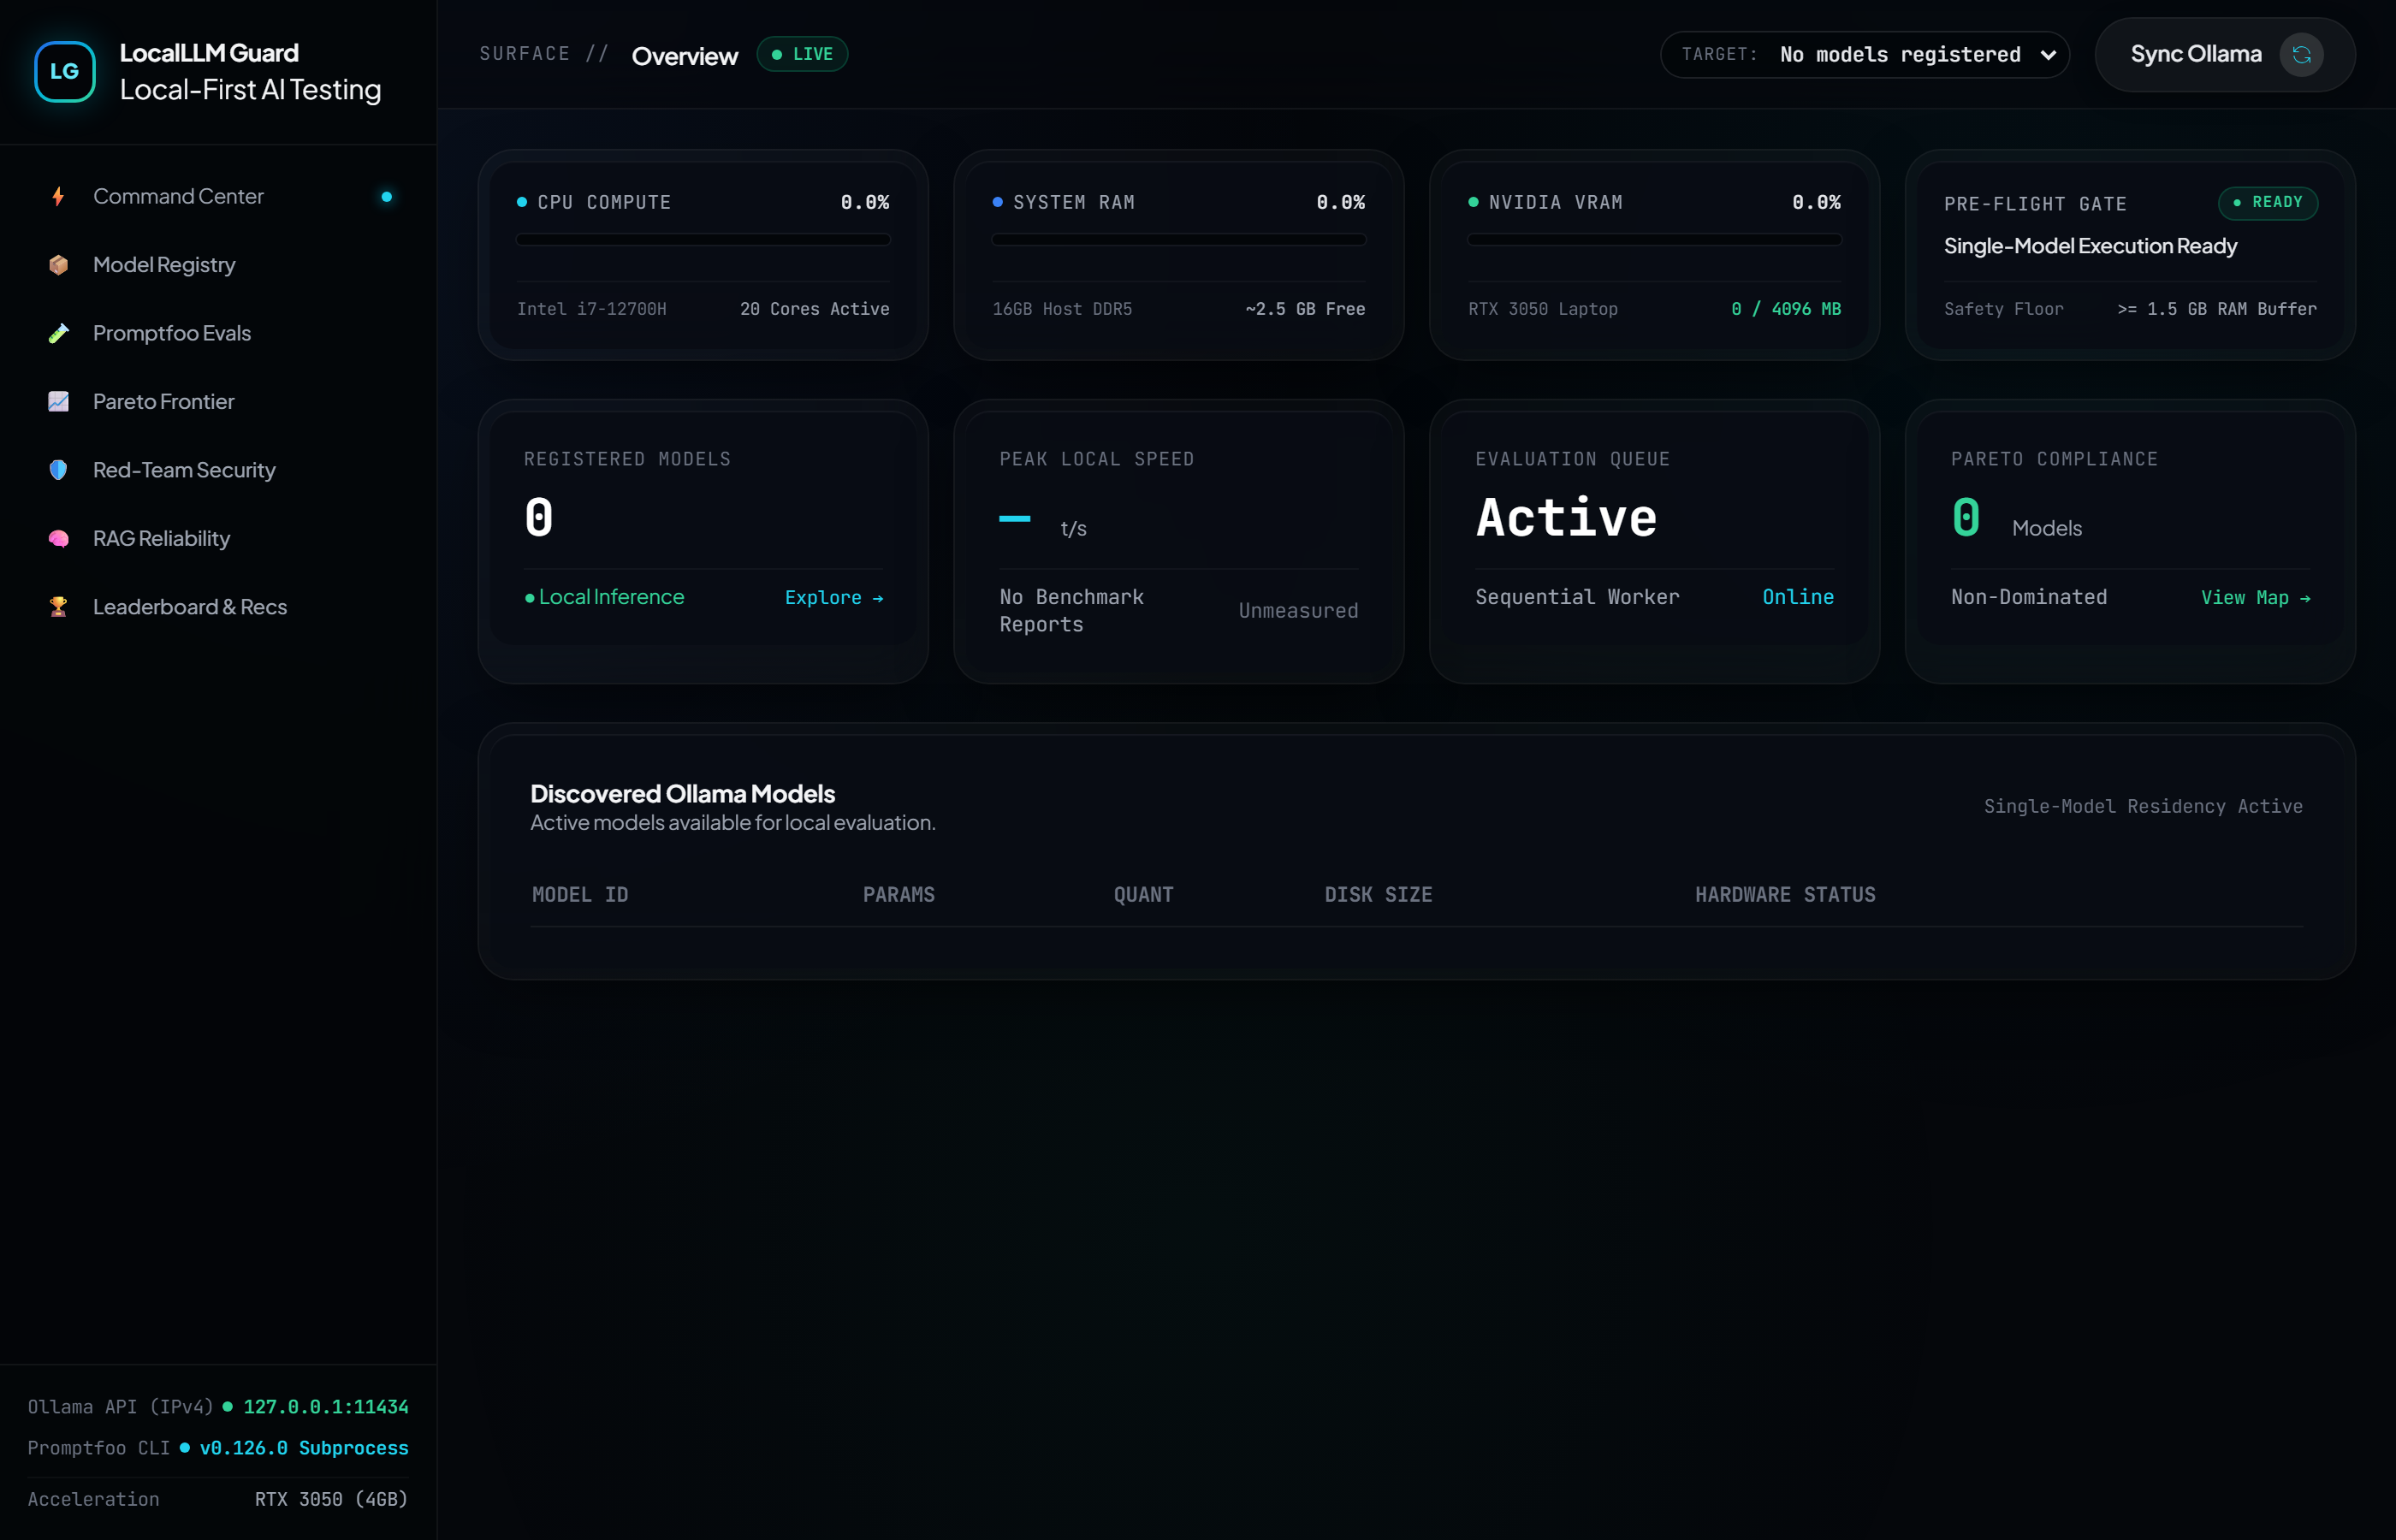 LG
LocalLLM Guard
Local-First AI Testing
Command Center
Model Registry
Promptfoo Evals
Pareto Frontier
Red-Team Security
RAG Reliability
Leaderboard & Recs
Ollama API (IPv4) 127.0.0.1:11434
Promptfoo CLI v0.126.0 Subprocess
Acceleration RTX 3050 (4GB)
SURFACE // Overview LIVE
TARGET: No models registered
Sync Ollama
CPU COMPUTE 0.0%
Intel i7-12700H 20 Cores Active
SYSTEM RAM 0.0%
16GB Host DDR5 ~2.5 GB Free
NVIDIA VRAM 0.0%
RTX 3050 Laptop 0 / 4096 MB
PRE-FLIGHT GATE READY
Single-Model Execution Ready
Safety Floor >= 1.5 GB RAM Buffer
REGISTERED MODELS
0
Local Inference Explore →
PEAK LOCAL SPEED
— t/s
No Benchmark
Reports
Unmeasured
EVALUATION QUEUE
Active
Sequential Worker Online
PARETO COMPLIANCE
0 Models
Non-Dominated View Map →
Discovered Ollama Models
Active models available for local evaluation.
Single-Model Residency Active
MODEL ID PARAMS QUANT DISK SIZE HARDWARE STATUS